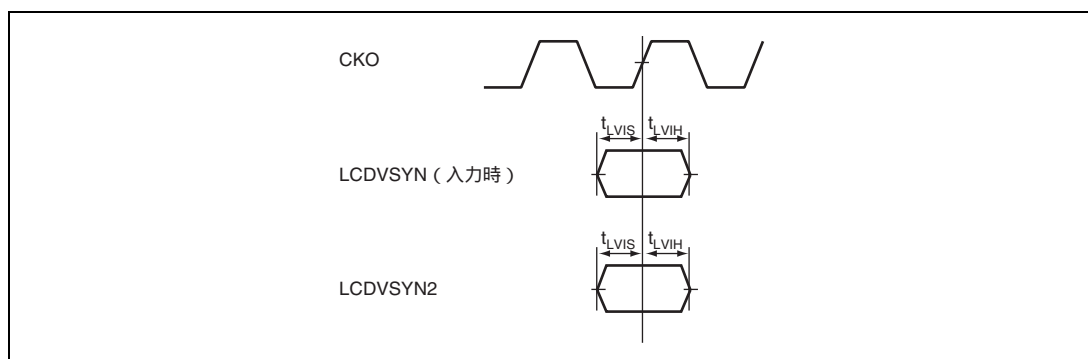 CKO
tLVIS tLVIH
LCDVSYN（入力時）
tLVIS tLVIH
LCDVSYN2